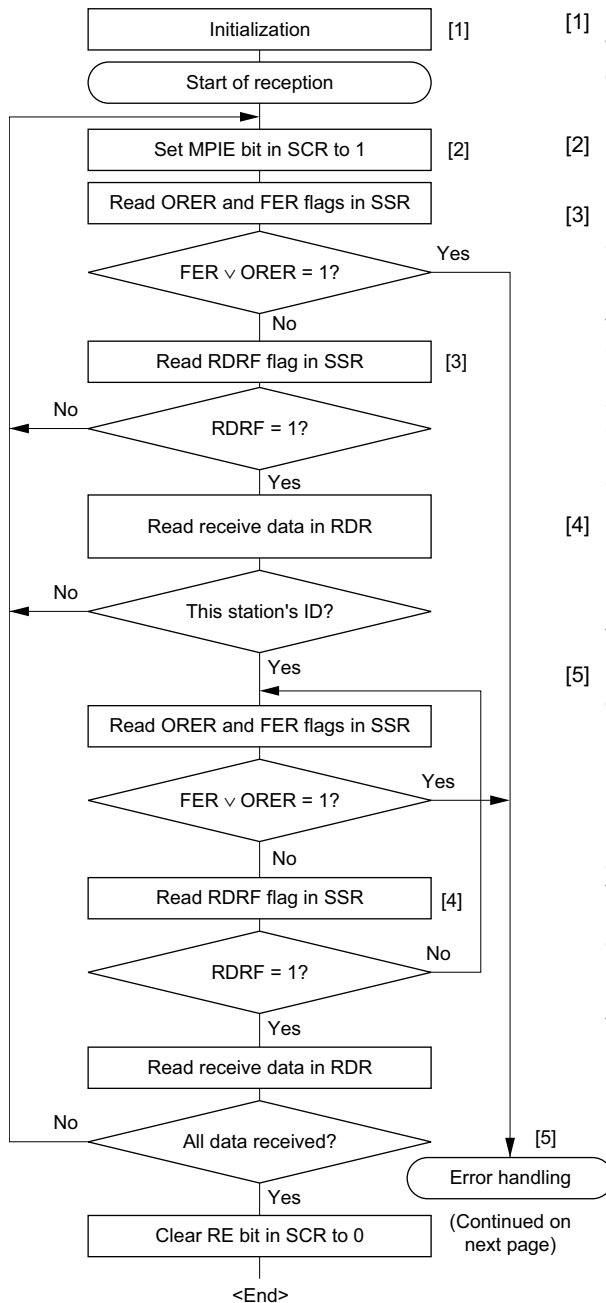 Initialization [1]
Start of reception
Set MPIE bit in SCR to 1 [2]
Read ORER and FER flags in SSR
FER ∨ ORER = 1?
Yes
No
Read RDRF flag in SSR [3]
No
RDRF = 1?
Yes
Read receive data in RDR
No
This station's ID?
Yes
Read ORER and FER flags in SSR
FER ∨ ORER = 1?
Yes
No
Read RDRF flag in SSR [4]
RDRF = 1?
No
Yes
Read receive data in RDR
No
All data received?
Yes
Clear RE bit in SCR to 0
<End>
[5]
Error handling
(Continued on
next page)
[1]
[2]
[3]
[4]
[5]